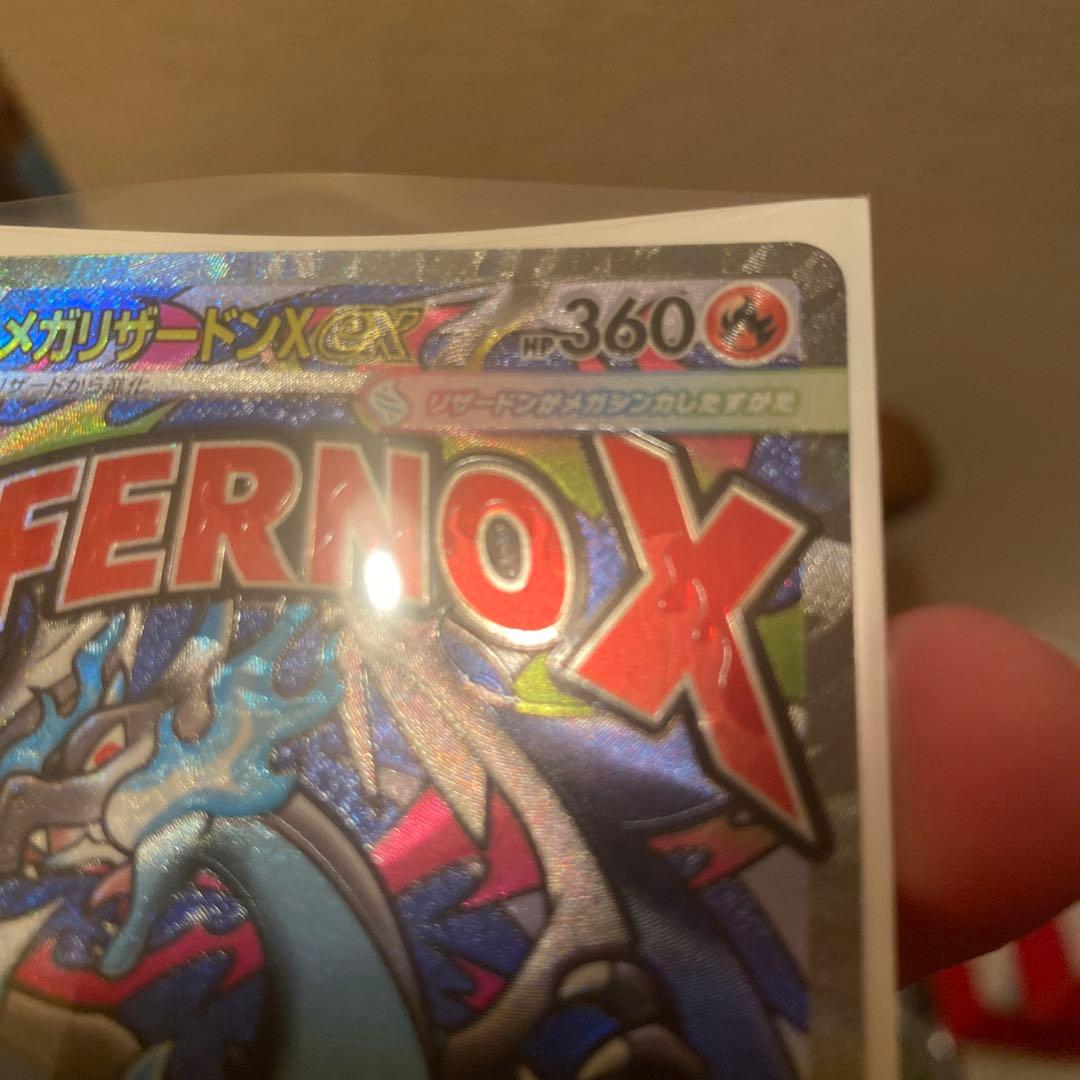 メガリザードンXex HP360
リザードから進化
リザードンがメガシンカしたすがた
FERNO X